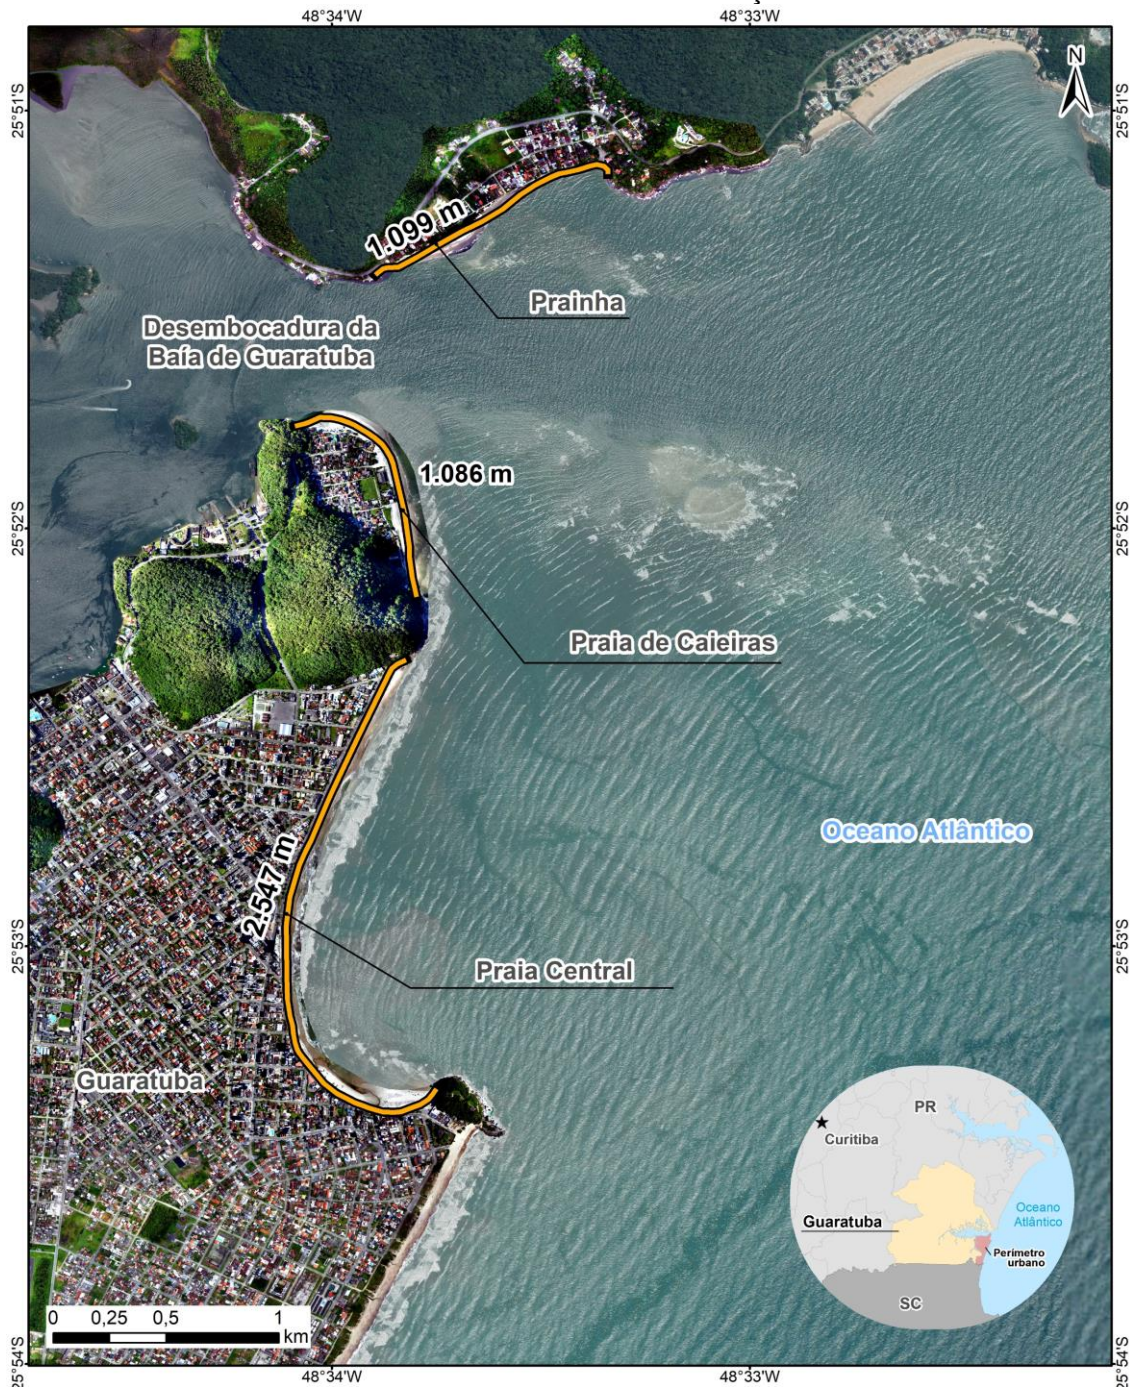 48°34'W
48°33'W
N
25°51'S
25°51'S
1.099 m
Prainha
Desembocadura da
Baía de Guaratuba
1.086 m
25°52'S
25°52'S
Praia de Caieiras
Oceano Atlântico
2.547 m
25°53'S
25°53'S
Praia Central
Guaratuba
PR
Curitiba
Guaratuba
Oceano
Atlântico
Perímetro
urbano
SC
0 0,25 0,5 1
km
25°54'S
25°54'S
48°34'W
48°33'W